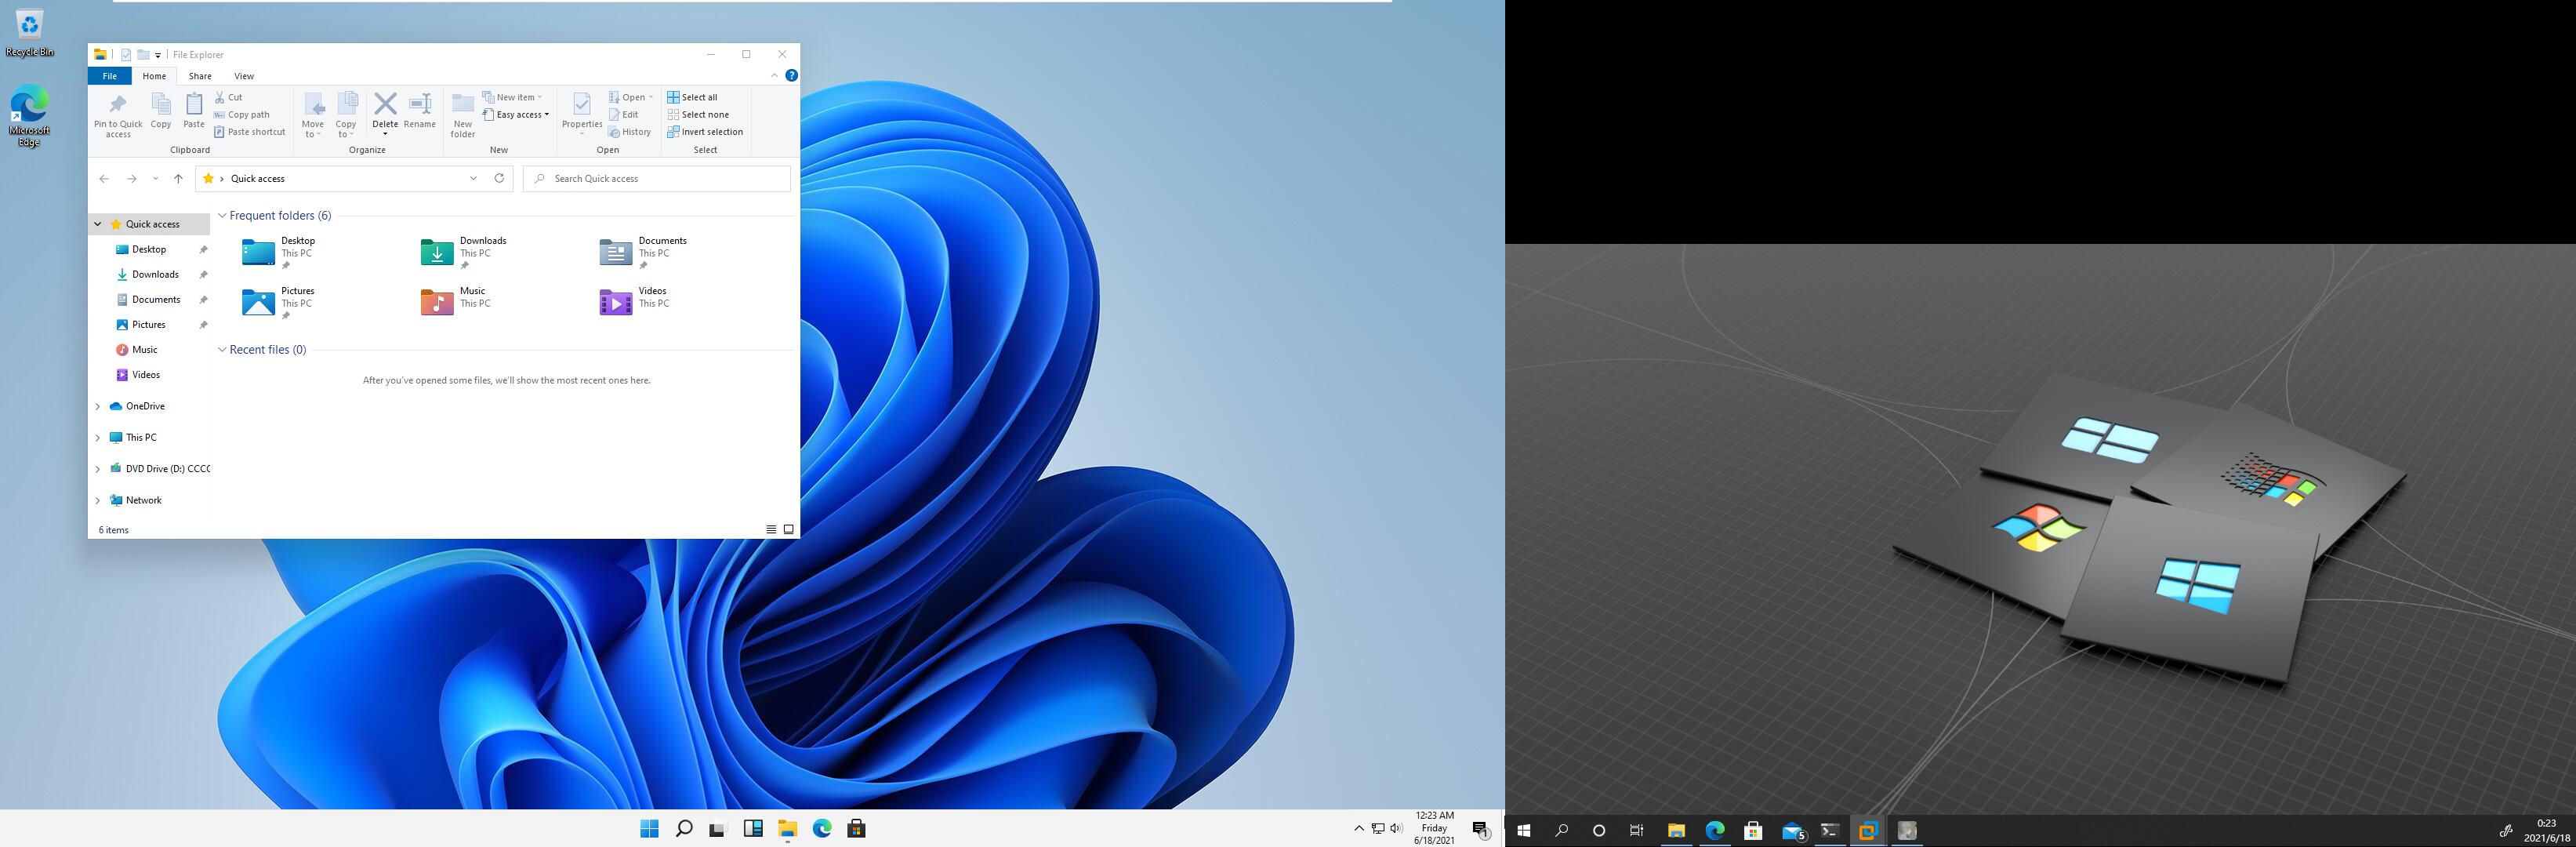 Recycle Bin
Microsoft
Edge
File Explorer
File
Home
Share
View
Pin to Quick
access
Copy
Paste
Cut
Copy path
Paste shortcut
Clipboard
Move
to
Copy
to
Delete
Rename
Organize
New
folder
New item
Easy access
New
Properties
Open
Edit
History
Open
Select all
Select none
Invert selection
Select
Quick access
Search Quick access
Quick access
Desktop
Downloads
Documents
Pictures
Music
Videos
OneDrive
This PC
DVD Drive (D:) CCCC
Network
Frequent folders (6)
Desktop
This PC
Downloads
This PC
Documents
This PC
Pictures
This PC
Music
This PC
Videos
This PC
Recent files (0)
After you've opened some files, we'll show the most recent ones here.
6 items
12:23 AM
Friday
6/18/2021
1
5
0:23
2021/6/18